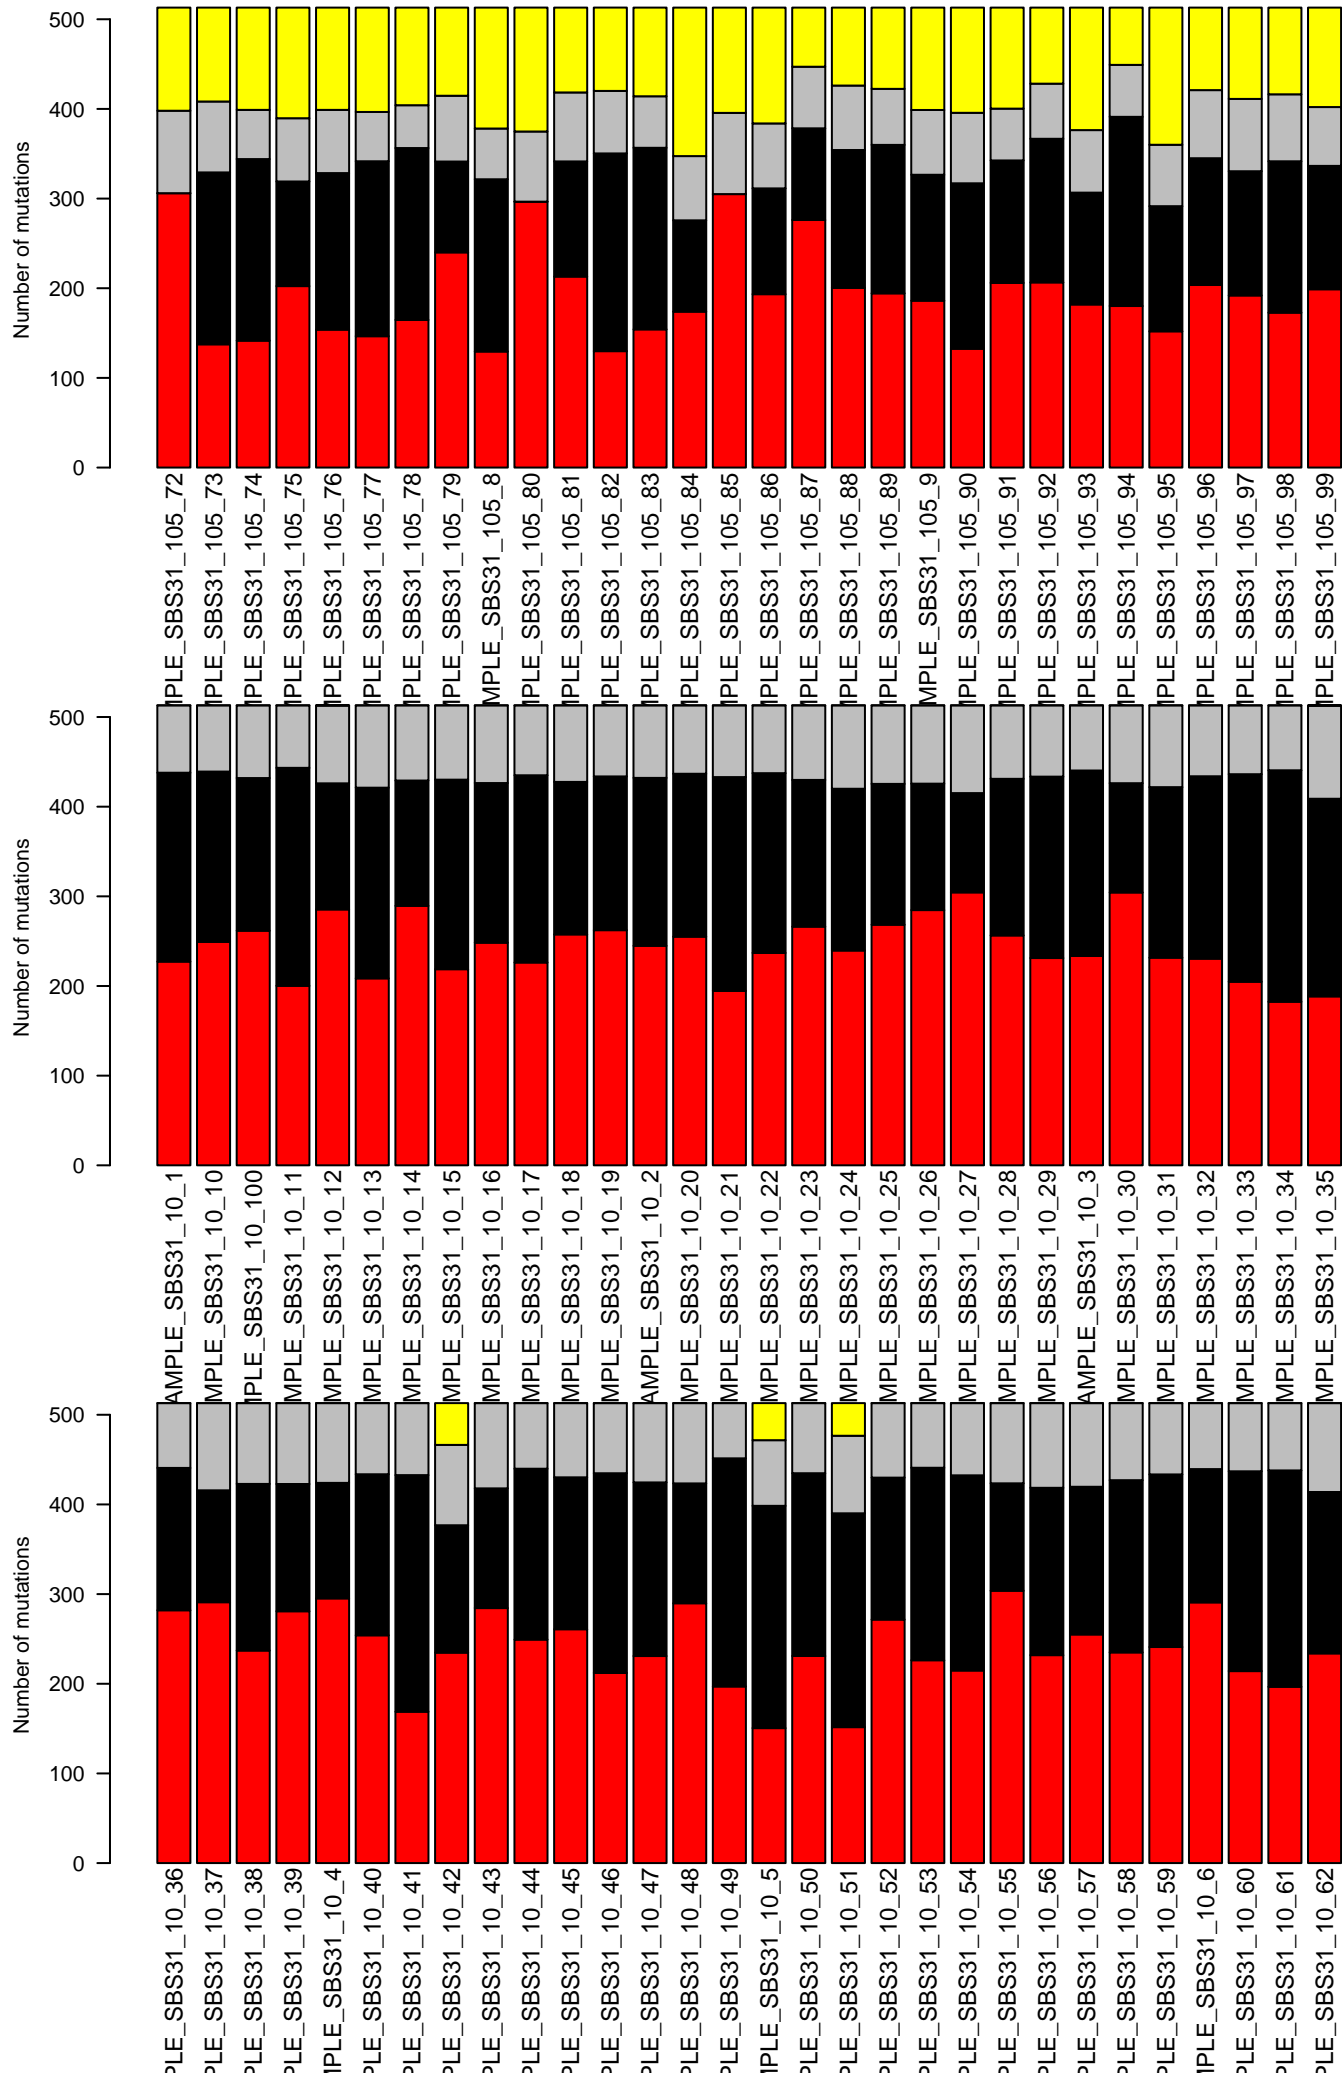 Number of mutations
500
400
300
200
100
0
MPLE_SBS31_105_72
MPLE_SBS31_105_73
MPLE_SBS31_105_74
MPLE_SBS31_105_75
MPLE_SBS31_105_76
MPLE_SBS31_105_77
MPLE_SBS31_105_78
MPLE_SBS31_105_79
MPLE_SBS31_105_8
MPLE_SBS31_105_80
MPLE_SBS31_105_81
MPLE_SBS31_105_82
MPLE_SBS31_105_83
MPLE_SBS31_105_84
MPLE_SBS31_105_85
MPLE_SBS31_105_86
MPLE_SBS31_105_87
MPLE_SBS31_105_88
MPLE_SBS31_105_89
MPLE_SBS31_105_9
MPLE_SBS31_105_90
MPLE_SBS31_105_91
MPLE_SBS31_105_92
MPLE_SBS31_105_93
MPLE_SBS31_105_94
MPLE_SBS31_105_95
MPLE_SBS31_105_96
MPLE_SBS31_105_97
MPLE_SBS31_105_98
MPLE_SBS31_105_99
Number of mutations
500
400
300
200
100
0
AMPLE_SBS31_10_1
MPLE_SBS31_10_10
MPLE_SBS31_10_100
MPLE_SBS31_10_11
MPLE_SBS31_10_12
MPLE_SBS31_10_13
MPLE_SBS31_10_14
MPLE_SBS31_10_15
MPLE_SBS31_10_16
MPLE_SBS31_10_17
MPLE_SBS31_10_18
MPLE_SBS31_10_19
AMPLE_SBS31_10_2
MPLE_SBS31_10_20
MPLE_SBS31_10_21
MPLE_SBS31_10_22
MPLE_SBS31_10_23
MPLE_SBS31_10_24
MPLE_SBS31_10_25
MPLE_SBS31_10_26
MPLE_SBS31_10_27
MPLE_SBS31_10_28
MPLE_SBS31_10_29
AMPLE_SBS31_10_3
MPLE_SBS31_10_30
MPLE_SBS31_10_31
MPLE_SBS31_10_32
MPLE_SBS31_10_33
MPLE_SBS31_10_34
MPLE_SBS31_10_35
Number of mutations
500
400
300
200
100
0
PLE_SBS31_10_36
PLE_SBS31_10_37
PLE_SBS31_10_38
PLE_SBS31_10_39
MPLE_SBS31_10_4
PLE_SBS31_10_40
PLE_SBS31_10_41
PLE_SBS31_10_42
PLE_SBS31_10_43
PLE_SBS31_10_44
PLE_SBS31_10_45
PLE_SBS31_10_46
PLE_SBS31_10_47
PLE_SBS31_10_48
PLE_SBS31_10_49
MPLE_SBS31_10_5
PLE_SBS31_10_50
PLE_SBS31_10_51
PLE_SBS31_10_52
PLE_SBS31_10_53
PLE_SBS31_10_54
PLE_SBS31_10_55
PLE_SBS31_10_56
PLE_SBS31_10_57
PLE_SBS31_10_58
PLE_SBS31_10_59
MPLE_SBS31_10_6
PLE_SBS31_10_60
PLE_SBS31_10_61
PLE_SBS31_10_62